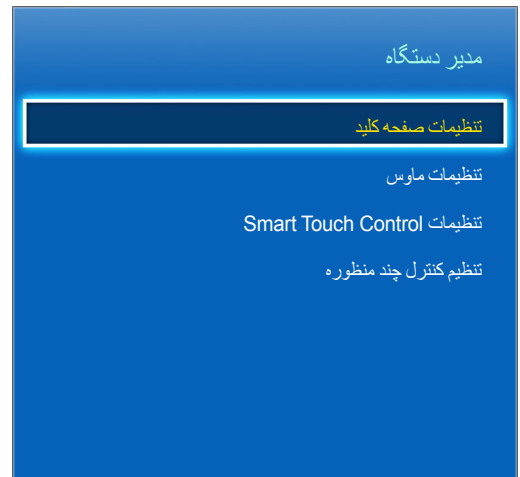 مدیر دستگاه
تنظیمات صفحه کلید
تنظیمات ماوس
تنظیمات Smart Touch Control
تنظیم کنترل چند منظوره